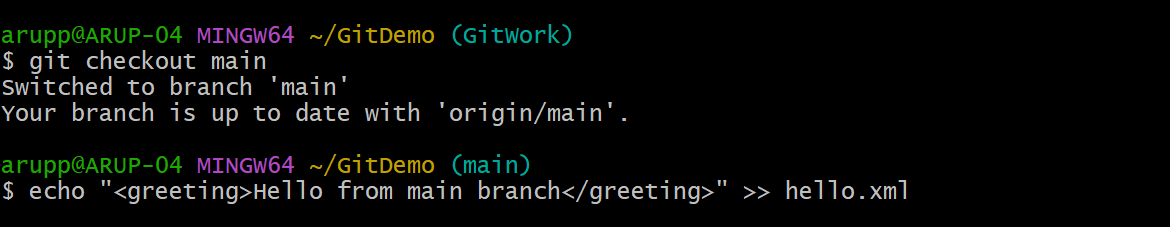 arupp@ARUP-04 MINGW64 ~/GitDemo (GitWork)
$ git checkout main
Switched to branch 'main'
Your branch is up to date with 'origin/main'.
arupp@ARUP-04 MINGW64 ~/GitDemo (main)
$ echo "<greeting>Hello from main branch</greeting>" >> hello.xml